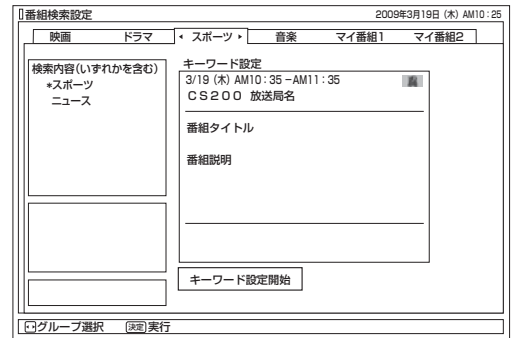 番組検索設定 2009年3月19日 (木) AM10:25
映画 ドラマ スポーツ 音楽 マイ番組1 マイ番組2
検索内容(いずれかを含む)
*スポーツ
ニュース
キーワード設定
3/19 (木) AM10:35－AM11:35
CS200 放送局名
番組タイトル
番組説明
キーワード設定開始
グループ選択 決定 実行